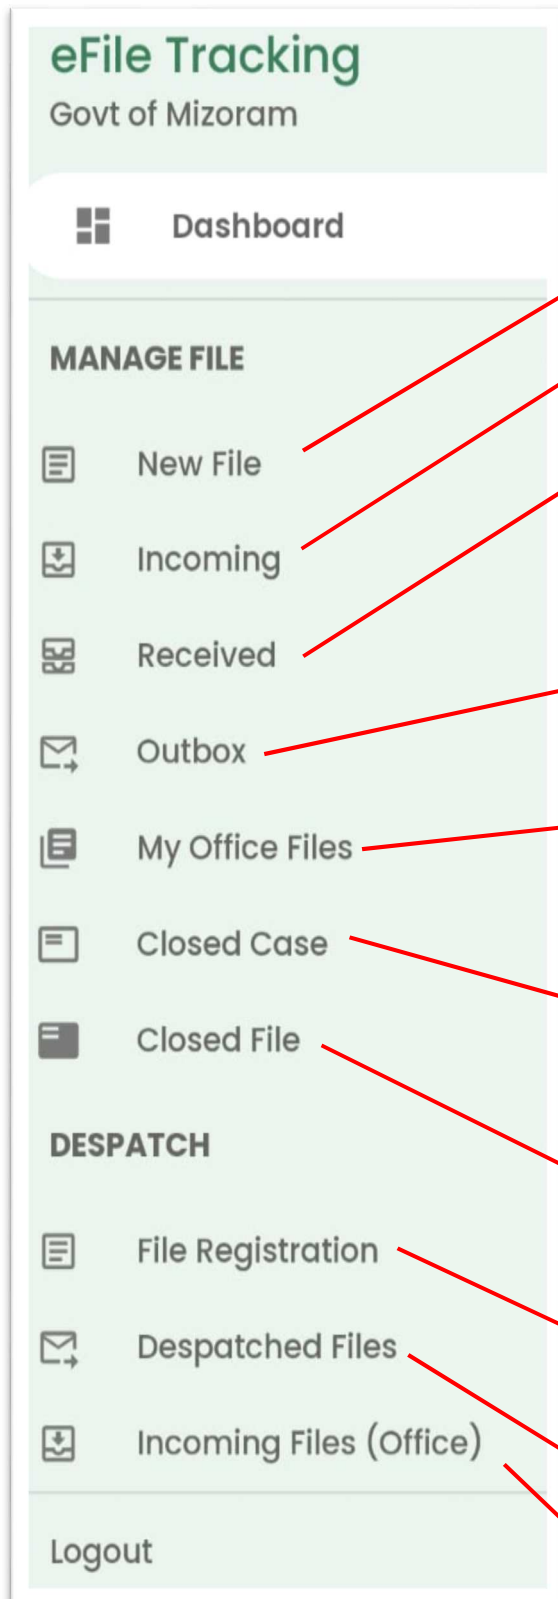 eFile Tracking
Govt of Mizoram
Dashboard
MANAGE FILE
New File
Incoming
Received
Outbox
My Office Files
Closed Case
Closed File
DESPATCH
File Registration
Despatched Files
Incoming Files (Office)
Logout